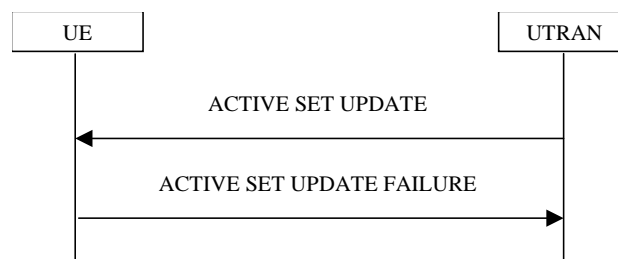 UE
UTRAN
ACTIVE SET UPDATE
ACTIVE SET UPDATE FAILURE